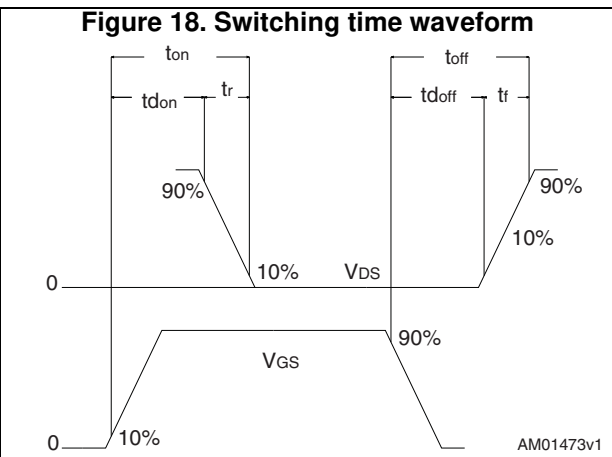 Figure 18. Switching time waveform
ton
toff
tdon
tr
tdoff
tf
90%
90%
10%
10%
VDS
0
90%
VGS
0
10%
AM01473v1